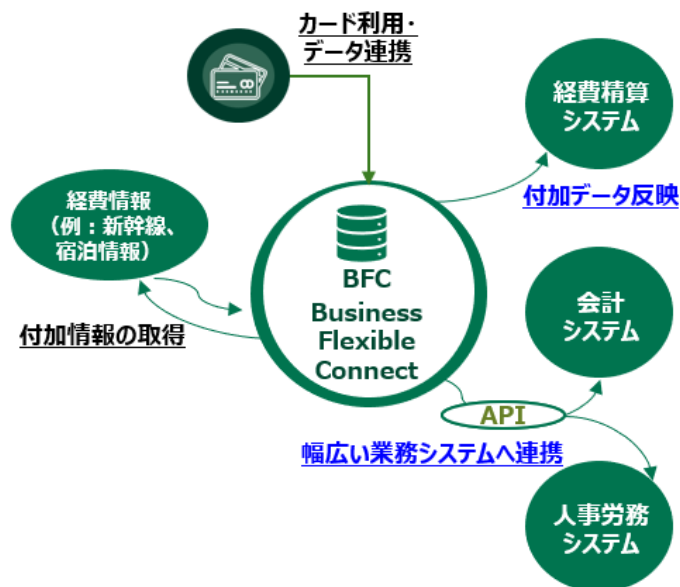 カード利用・
データ連携
経費精算
システム
付加データ反映
経費情報
（例：新幹線、
宿泊情報）
付加情報の取得
BFC
Business
Flexible
Connect
会計
システム
API
幅広い業務システムへ連携
人事労務
システム